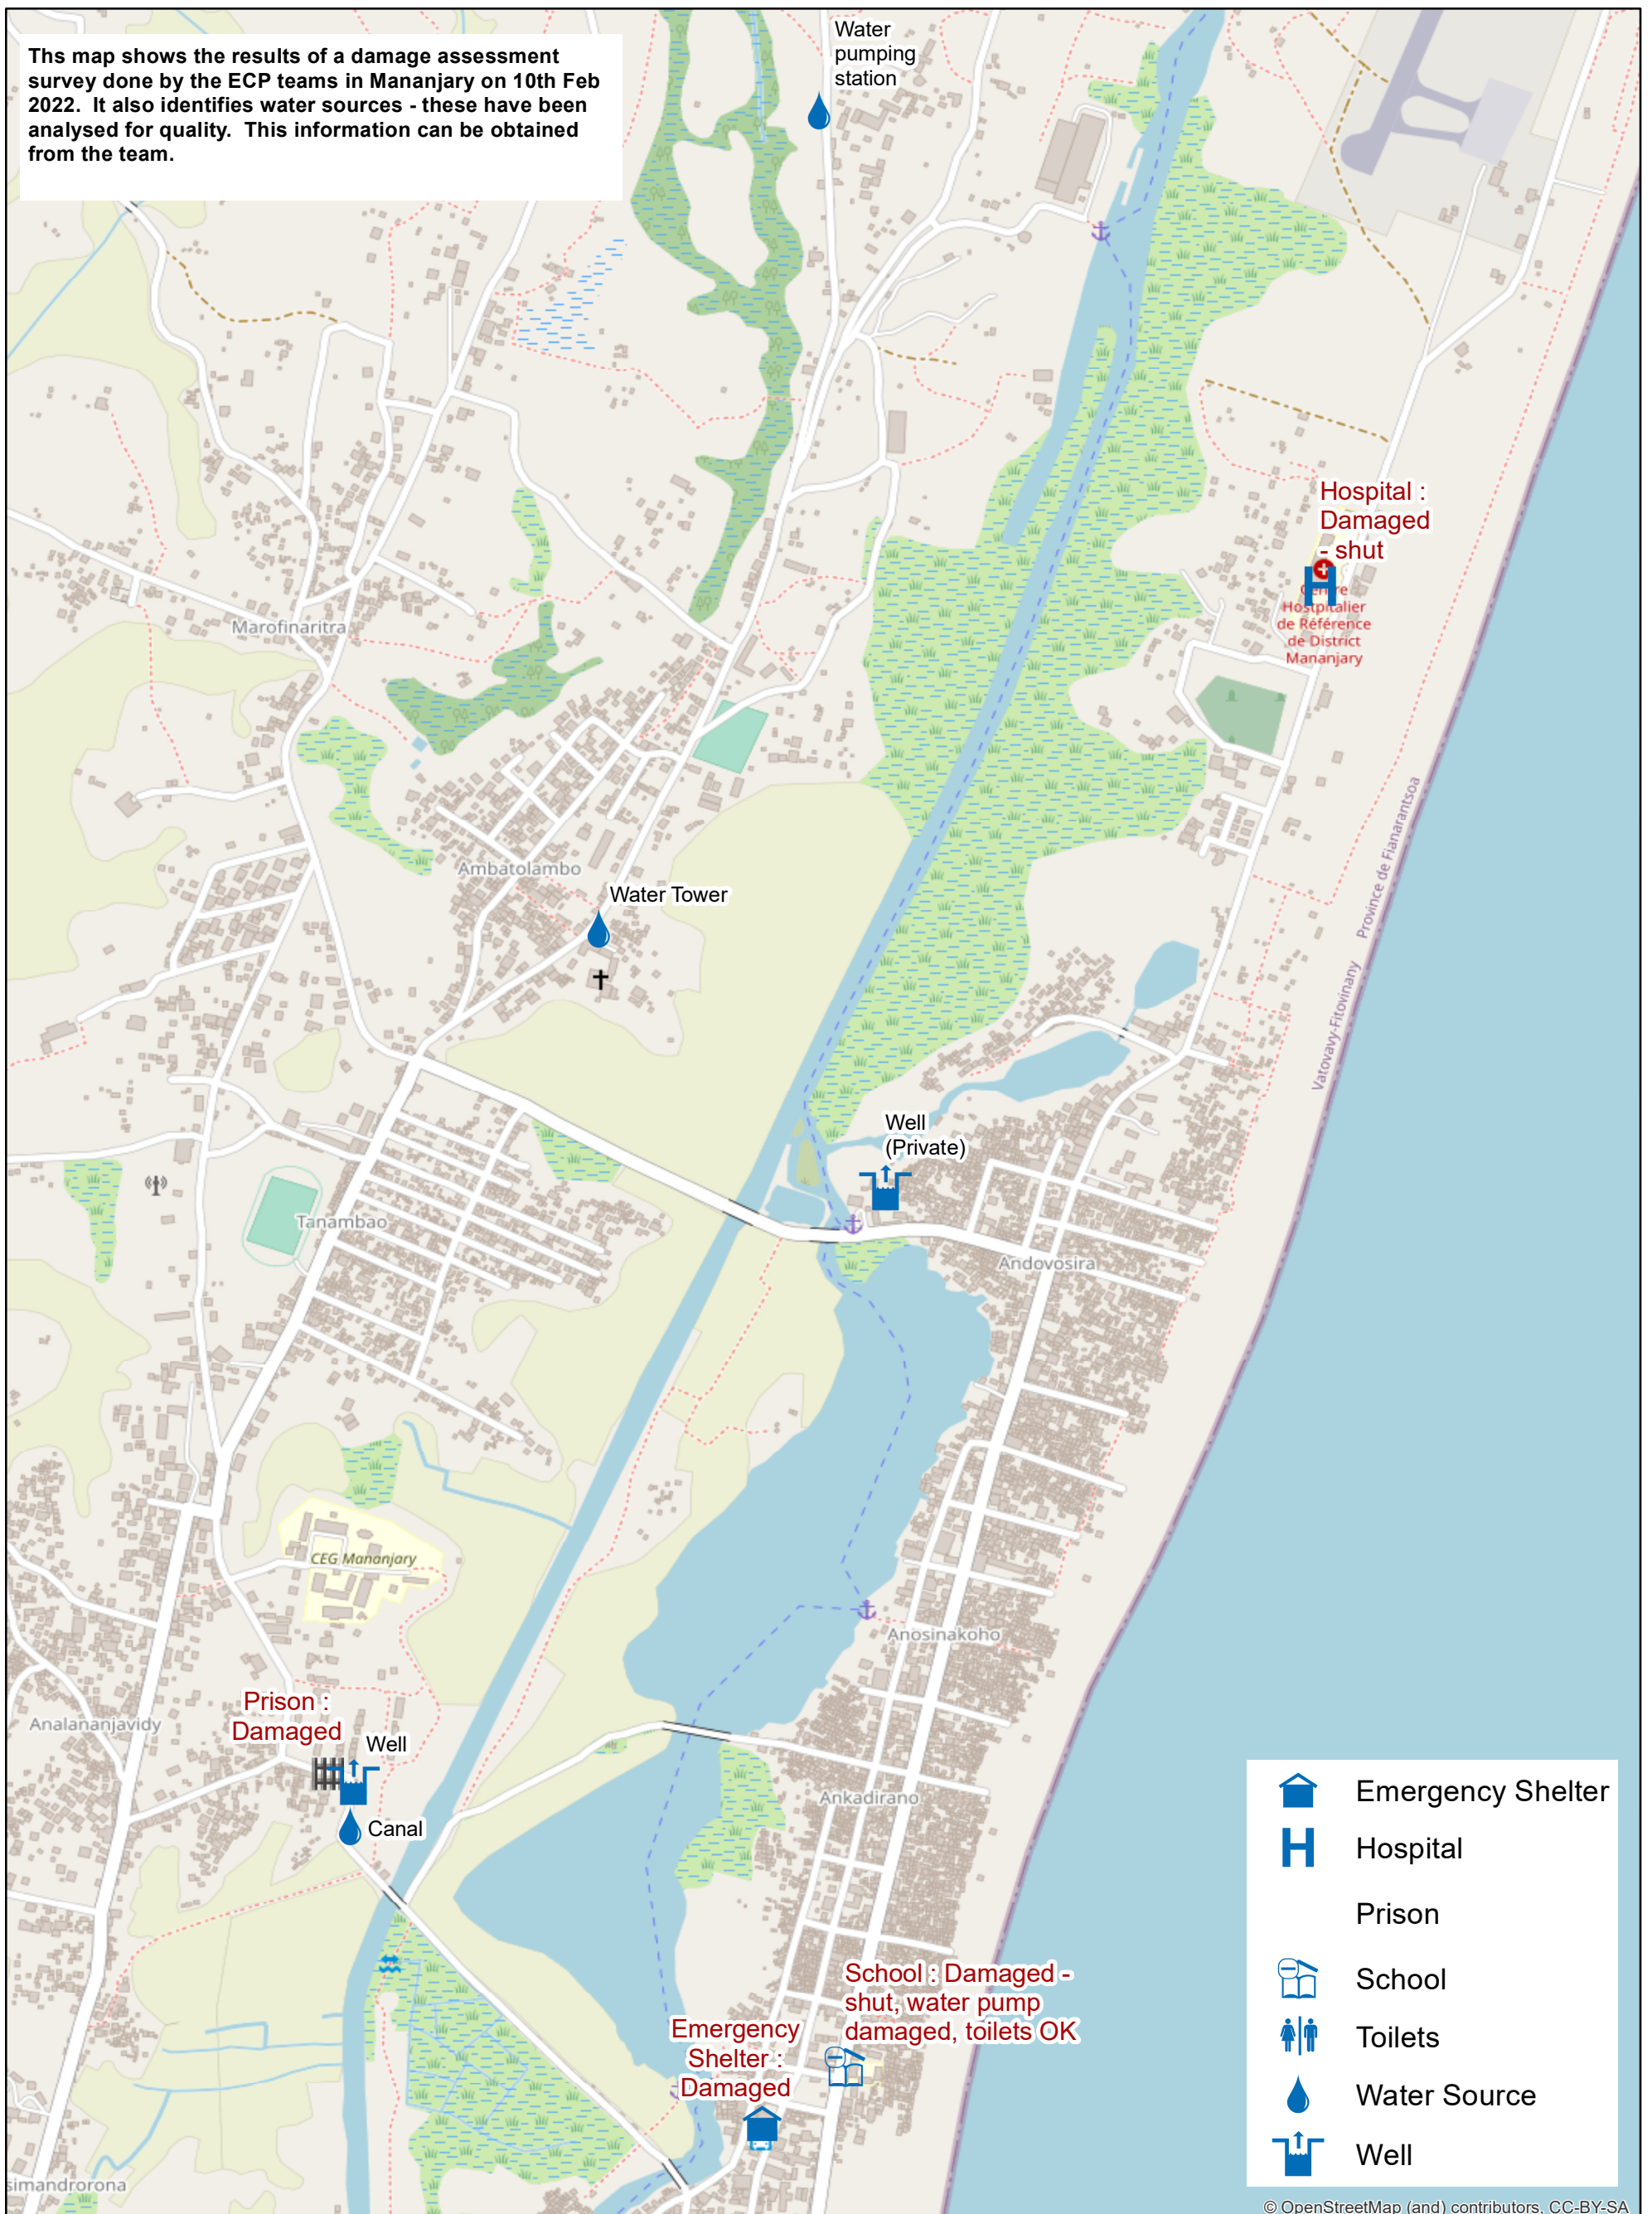 Ths map shows the results of a damage assessment
survey done by the ECP teams in Mananjary on 10th Feb
2022.  It also identifies water sources - these have been
analysed for quality.  This information can be obtained
from the team.
Water
pumping
station
Hospital :
Damaged
- shut
Centre
Hostpitalier
de Référence
de District
Mananjary
Marofinaritra
Ambatolambo
Water Tower
Province de Fianarantsoa
Vatovavy-Fitovinany
Well
(Private)
Tanambao
Andovosira
CEG Mananjary
Anosinakoho
Prison :
Damaged
Analananjavidy
Well
Canal
Ankadirano
School : Damaged -
shut, water pump
damaged, toilets OK
Emergency
Shelter :
Damaged
simandrorona
Emergency Shelter
H Hospital
Prison
School
Toilets
Water Source
Well
© OpenStreetMap (and) contributors, CC-BY-SA